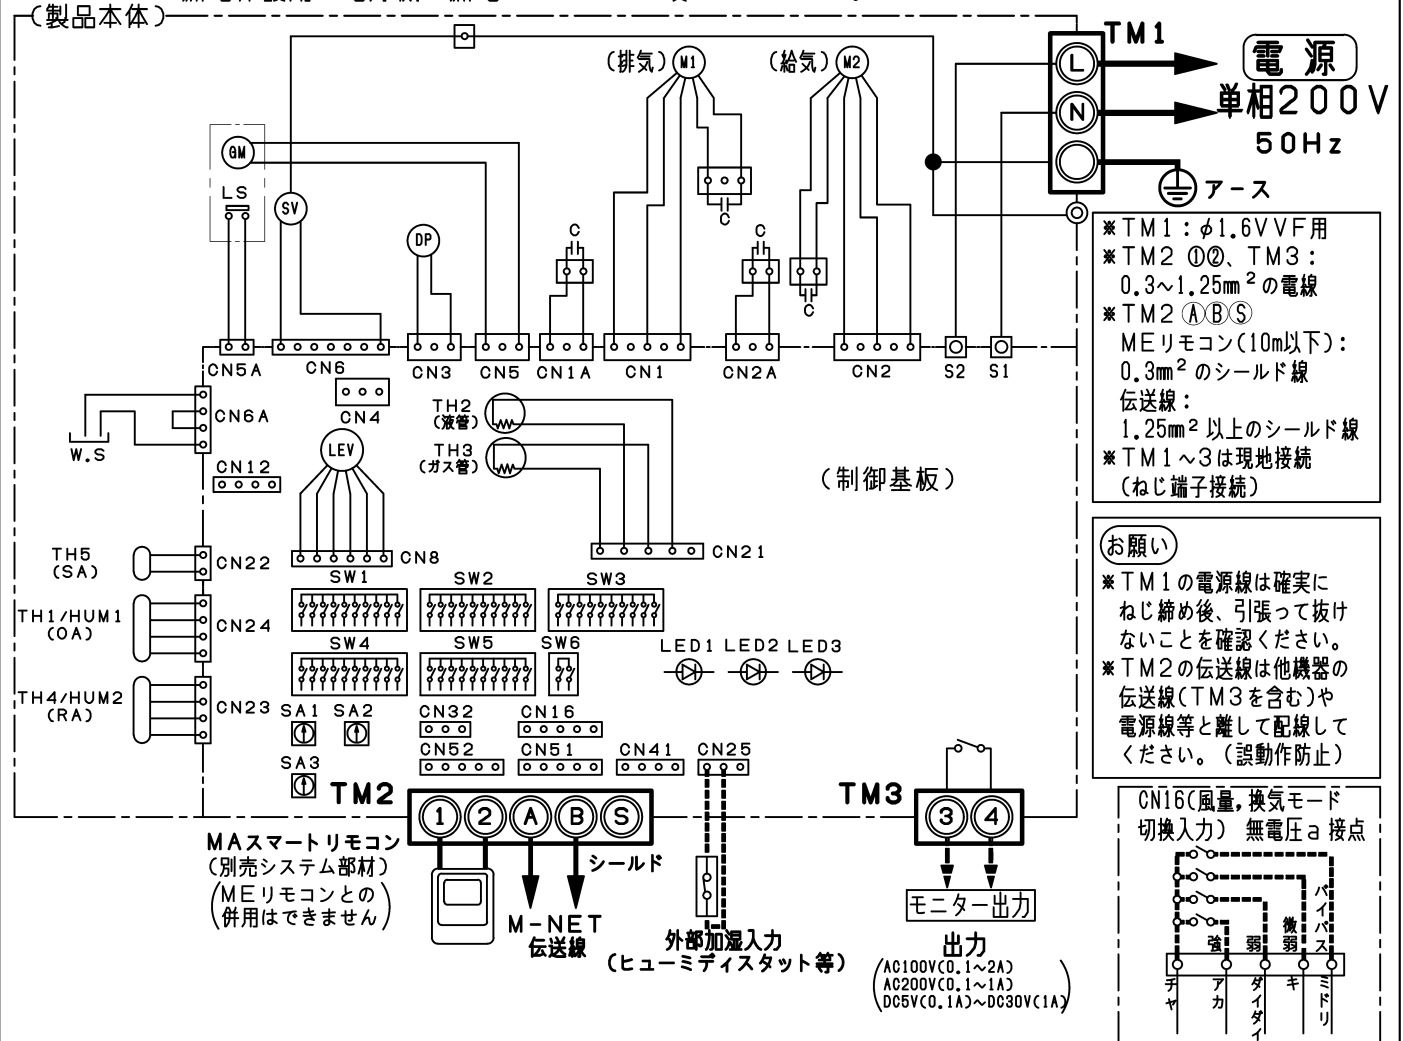 (製品本体)
TM1
(排気) M1
(給気) M2
L
電源
N
単相200V
50Hz
アース
GM
LS
SV
DP
C
C
C
C
※TM1:φ1.6VVF用
※TM2 ①②、TM3:
0.3~1.25mm²の電線
※TM2 ⒶⒷⓈ
MEリモコン(10m以下):
0.3mm²のシールド線
伝送線:
1.25mm²以上のシールド線
※TM1~3は現地接続
(ねじ端子接続)
CN5A CN6 CN3 CN5 CN1A CN1 CN2A CN2 S2 S1
CN4
CN6A
W.S
CN12
LEV
TH2
(液管)
TH3
(ガス管)
(制御基板)
CN8
CN21
TH5
(SA)
CN22
TH1/HUM1
(OA)
CN24
TH4/HUM2
(RA)
CN23
SW1 SW2 SW3
SW4 SW5 SW6
LED1 LED2 LED3
SA1 SA2
SA3
CN32 CN16
CN52 CN51 CN41 CN25
お願い
※TM1の電源線は確実に
ねじ締め後、引張って抜け
ないことを確認ください。
※TM2の伝送線は他機器の
伝送線(TM3を含む)や
電源線等と離して配線して
ください。(誤動作防止)
TM2
1 2 A B S
TM3
3 4
MAスマートリモコン
(別売システム部材)
(MEリモコンとの
併用はできません)
シールド
M-NET
伝送線
外部加湿入力
(ヒューミディスタット等)
モニター出力
出力
(AC100V(0.1~2A)
AC200V(0.1~1A)
DC5V(0.1A)~DC30V(1A))
CN16(風量,換気モード
切換入力) 無電圧a接点
強
弱
微弱
バイパス
チャ
アカ
ダイダイ
キ
ミドリ